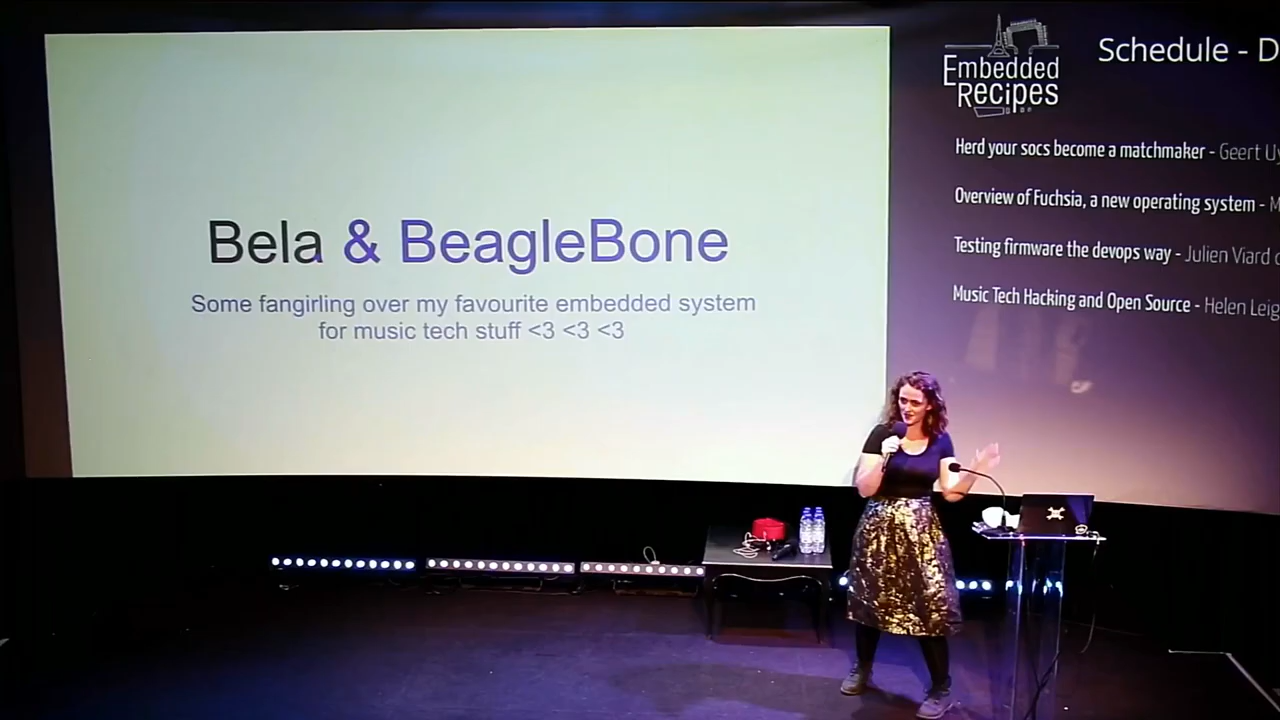 Bela & BeagleBone
Some fangirling over my favourite embedded system
for music tech stuff <3 <3 <3
Embedded
Recipes
Schedule - D
Herd your socs become a matchmaker - Geert Uy
Overview of Fuchsia, a new operating system - M
Testing firmware the devops way - Julien Viard d
Music Tech Hacking and Open Source - Helen Leig